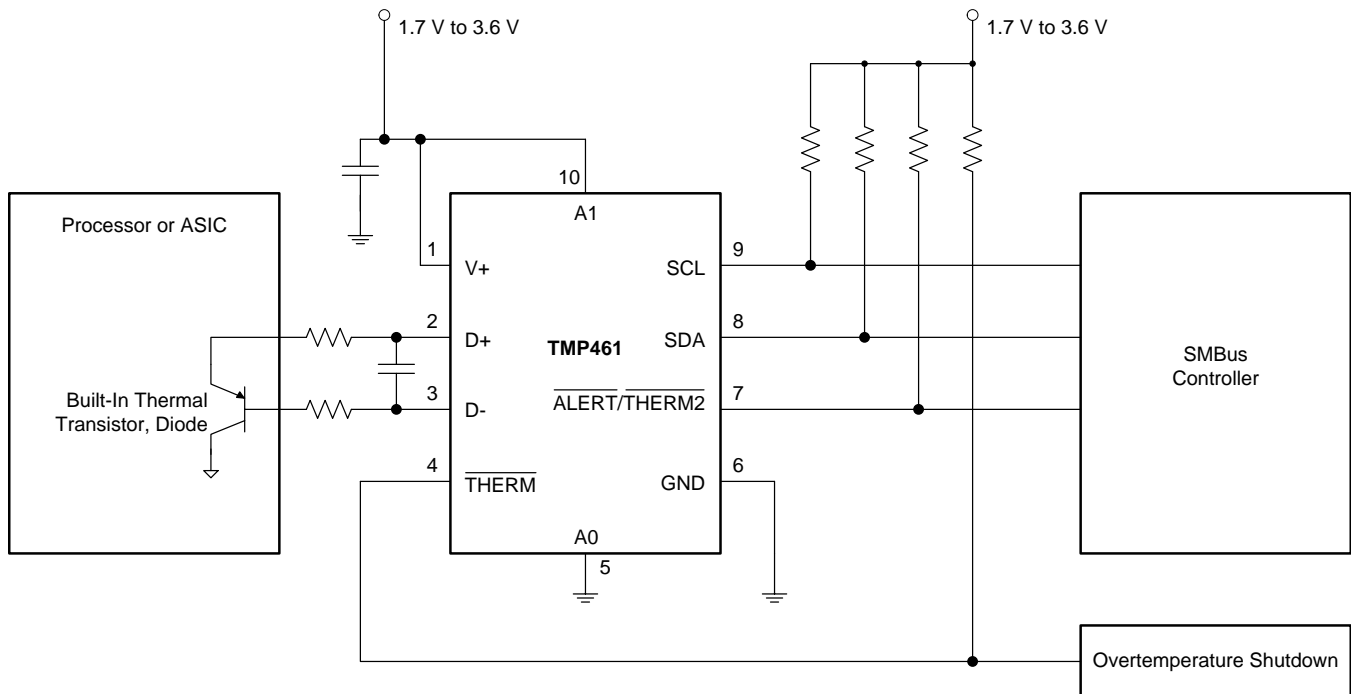 1.7 V to 3.6 V
1.7 V to 3.6 V
Processor or ASIC
Built-In Thermal
Transistor, Diode
10
A1
1
V+
2
D+
3
D-
4
THERM
TMP461
A0
5
9
SCL
8
SDA
7
ALERT/THERM2
6
GND
SMBus
Controller
Overtemperature Shutdown